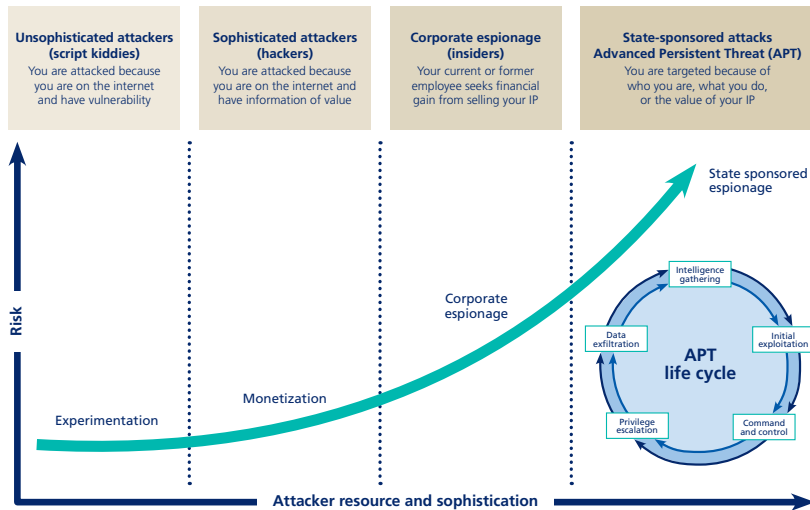 Unsophisticated attackers
(script kiddies)
You are attacked because
you are on the internet
and have vulnerability
Sophisticated attackers
(hackers)
You are attacked because
you are on the internet and
have information of value
Corporate espionage
(insiders)
Your current or former
employee seeks financial
gain from selling your IP
State-sponsored attacks
Advanced Persistent Threat (APT)
You are targeted because of
who you are, what you do,
or the value of your IP
Risk
Experimentation
Monetization
Corporate
espionage
State sponsored
espionage
Intelligence
gathering
Initial
exploitation
Command
and control
Privilege
escalation
Data
exfiltration
APT
life cycle
Attacker resource and sophistication